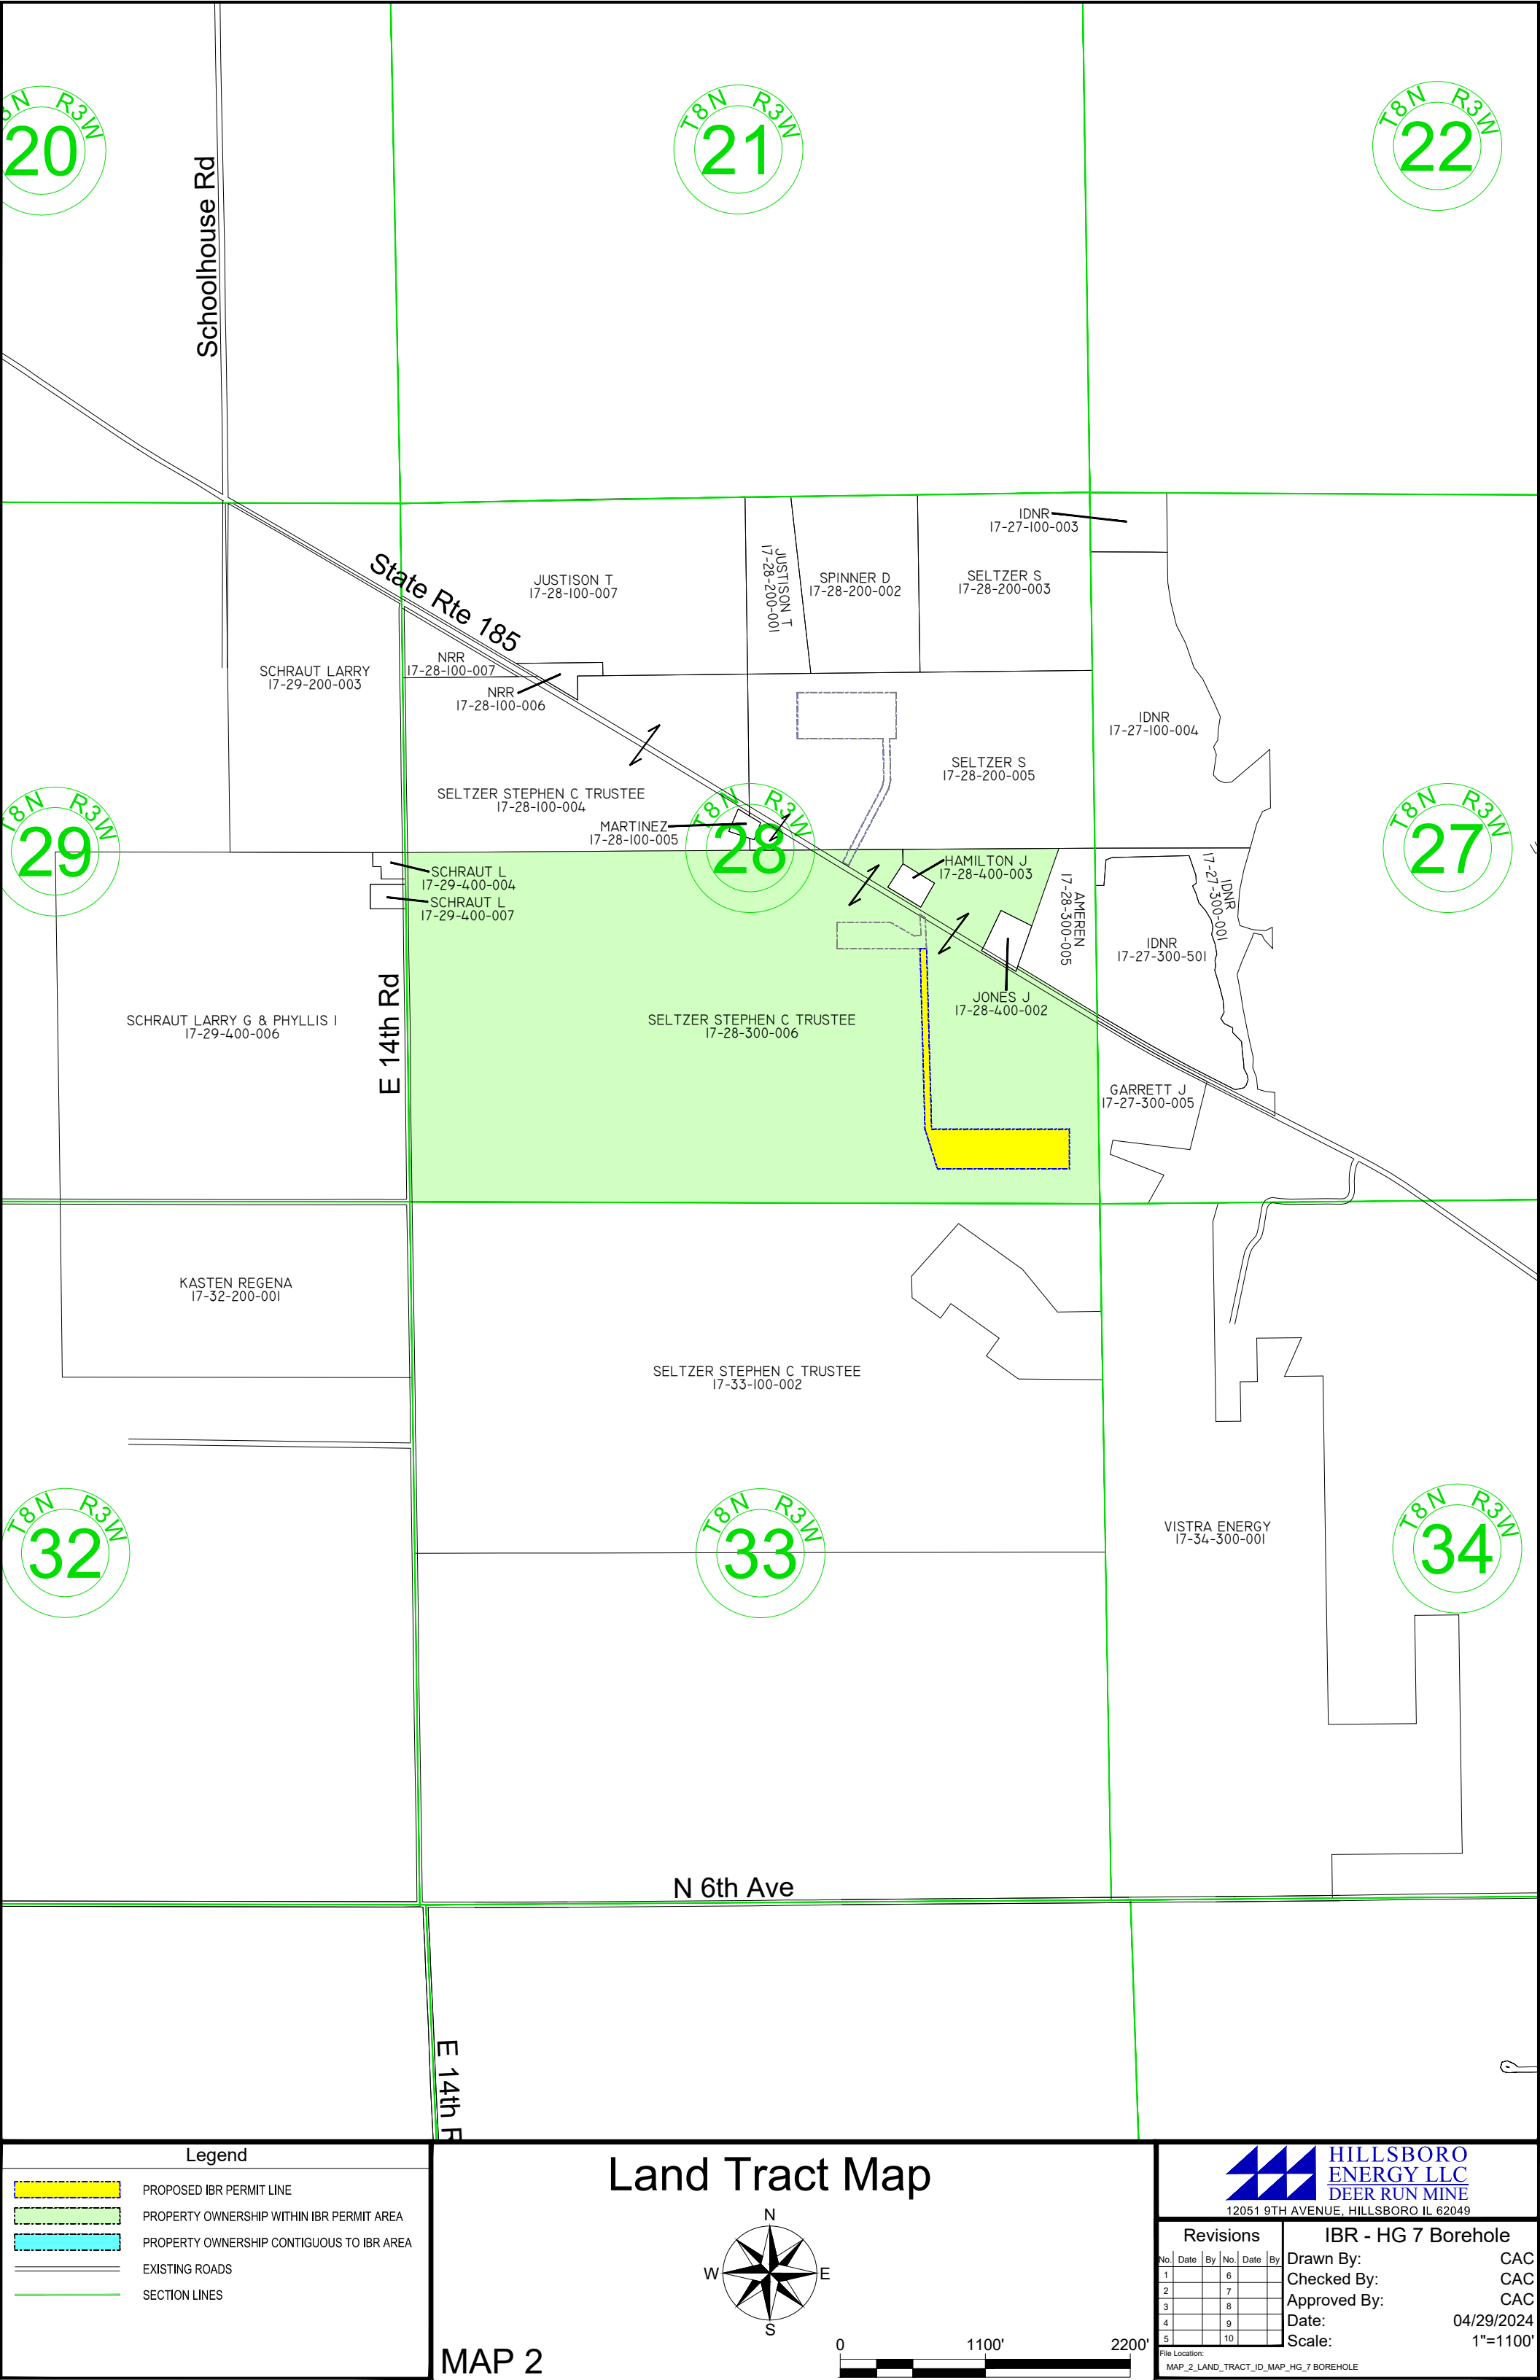 T8N R3W
20
T8N R3W
21
T8N R3W
22
Schoolhouse Rd
State Rte 185
JUSTISON T
17-28-100-007
JUSTISON T
17-28-200-001
SPINNER D
17-28-200-002
SELTZER S
17-28-200-003
IDNR
17-27-100-003
SCHRAUT LARRY
17-29-200-003
NRR
17-28-100-007
NRR
17-28-100-006
IDNR
17-27-100-004
SELTZER S
17-28-200-005
SELTZER STEPHEN C TRUSTEE
17-28-100-004
MARTINEZ
17-28-100-005
T8N R3W
29
T8N R3W
28
T8N R3W
27
SCHRAUT L
17-29-400-004
SCHRAUT L
17-29-400-007
HAMILTON J
17-28-400-003
AMEREN
17-28-300-005
IDNR
17-27-300-001
IDNR
17-27-300-501
JONES J
17-28-400-002
SCHRAUT LARRY G & PHYLLIS I
17-29-400-006
E 14th Rd
SELTZER STEPHEN C TRUSTEE
17-28-300-006
GARRETT J
17-27-300-005
KASTEN REGENA
17-32-200-001
SELTZER STEPHEN C TRUSTEE
17-33-100-002
T8N R3W
32
T8N R3W
33
VISTRA ENERGY
17-34-300-001
T8N R3W
34
N 6th Ave
E 14th R
Legend
PROPOSED IBR PERMIT LINE
PROPERTY OWNERSHIP WITHIN IBR PERMIT AREA
PROPERTY OWNERSHIP CONTIGUOUS TO IBR AREA
EXISTING ROADS
SECTION LINES
Land Tract Map
N
W E
S
MAP 2
0 1100' 2200'
HILLSBORO
ENERGY LLC
DEER RUN MINE
12051 9TH AVENUE, HILLSBORO IL 62049
Revisions
No. Date By No. Date By
1 6
2 7
3 8
4 9
5 10
IBR - HG 7 Borehole
Drawn By: CAC
Checked By: CAC
Approved By: CAC
Date: 04/29/2024
Scale: 1"=1100'
File Location:
MAP_2_LAND_TRACT_ID_MAP_HG_7 BOREHOLE